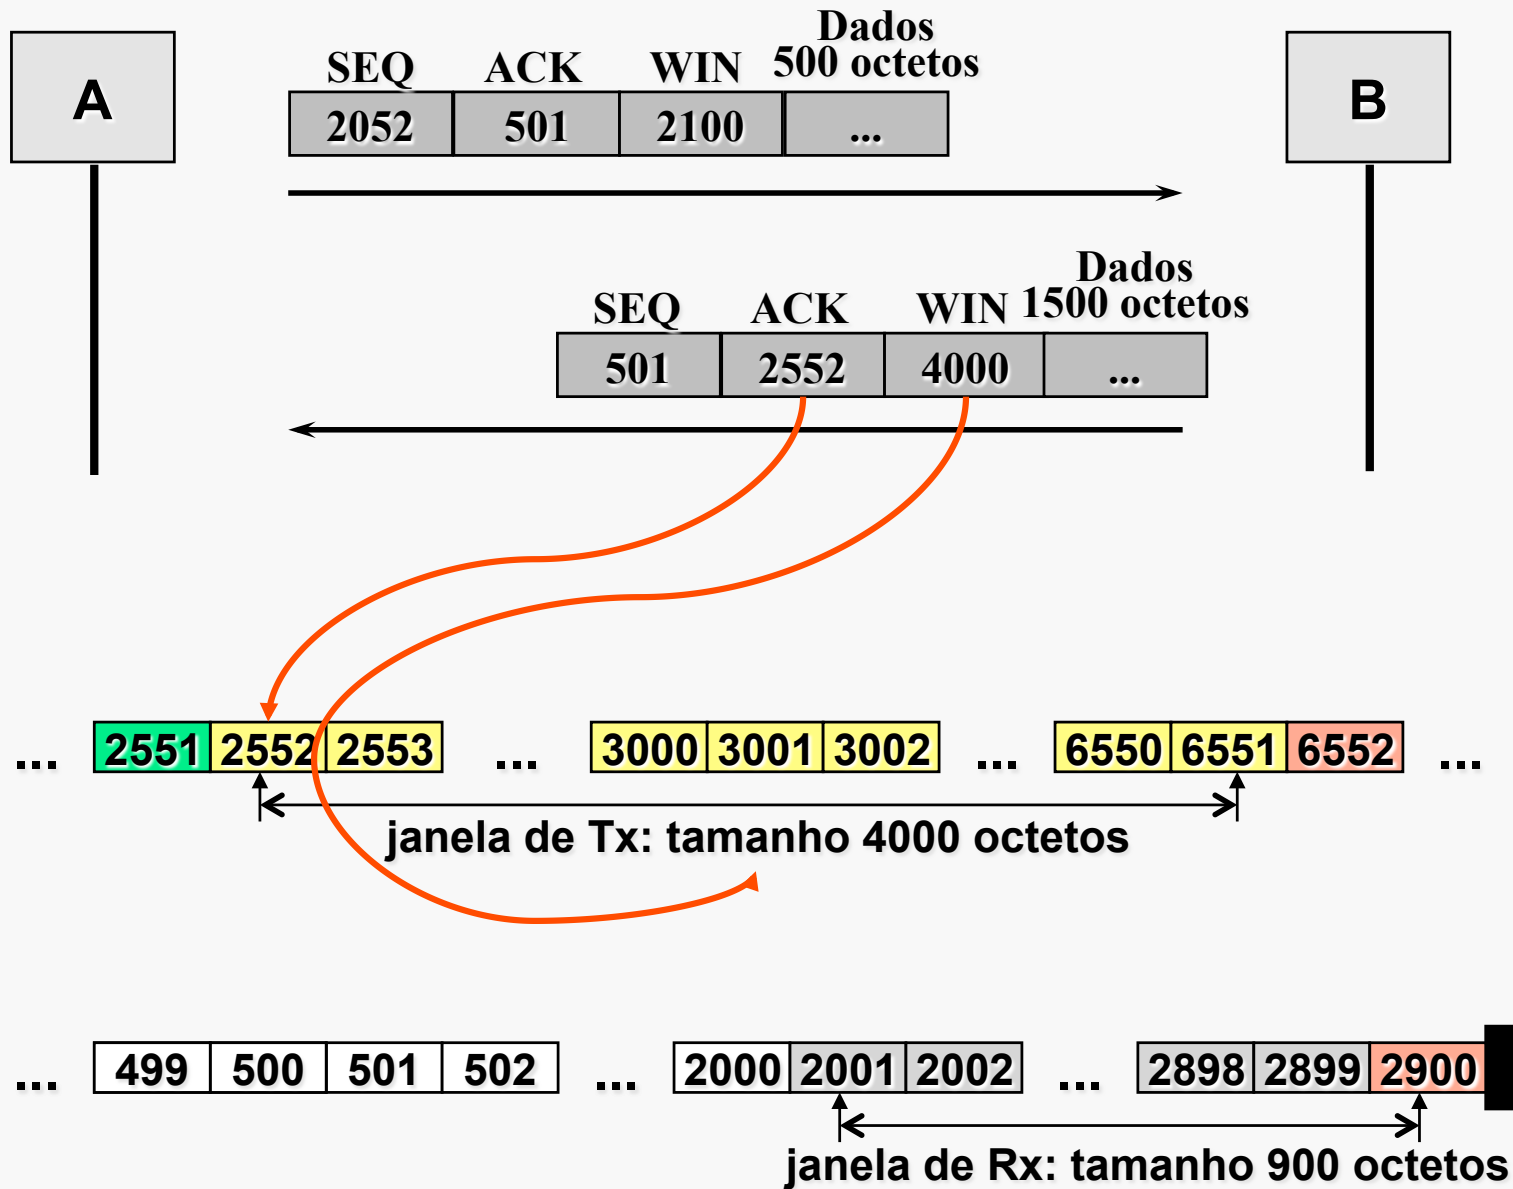 A
B
Dados
SEQ ACK WIN 500 octetos
2052 501 2100 ...
Dados
SEQ ACK WIN 1500 octetos
501 2552 4000 ...
... 2551 2552 2553 ... 3000 3001 3002 ... 6550 6551 6552 ...
janela de Tx: tamanho 4000 octetos
... 499 500 501 502 ... 2000 2001 2002 ... 2898 2899 2900
janela de Rx: tamanho 900 octetos